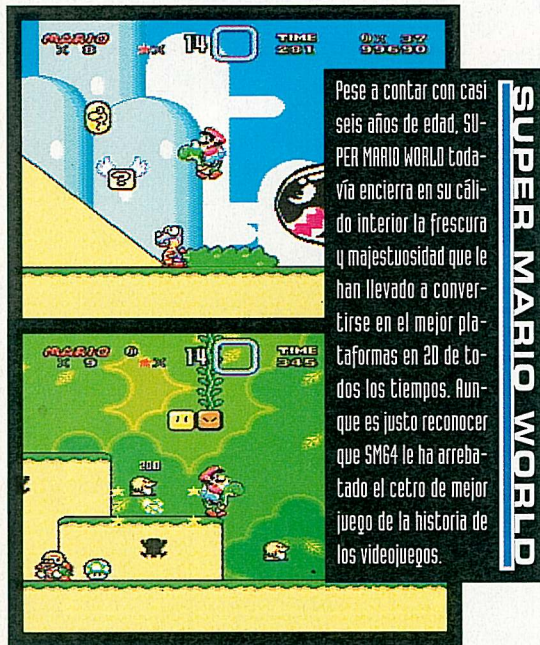 MARIO TIME x 37
x 8 x 14 281 99690
Pese a contar con casi
seis años de edad, SU-
PER MARIO WORLD toda-
vía encierra en su cáli-
do interior la frescura
y majestuosidad que le
han llevado a conver-
tirse en el mejor pla-
taformas en 2D de to-
dos los tiempos. Aun-
que es justo reconocer
que SM64 le ha arreba-
tado el cetro de mejor
juego de la historia de
los videojuegos.
SUPER MARIO WORLD
?
MARIO TIME
x 9 x 14 345
200